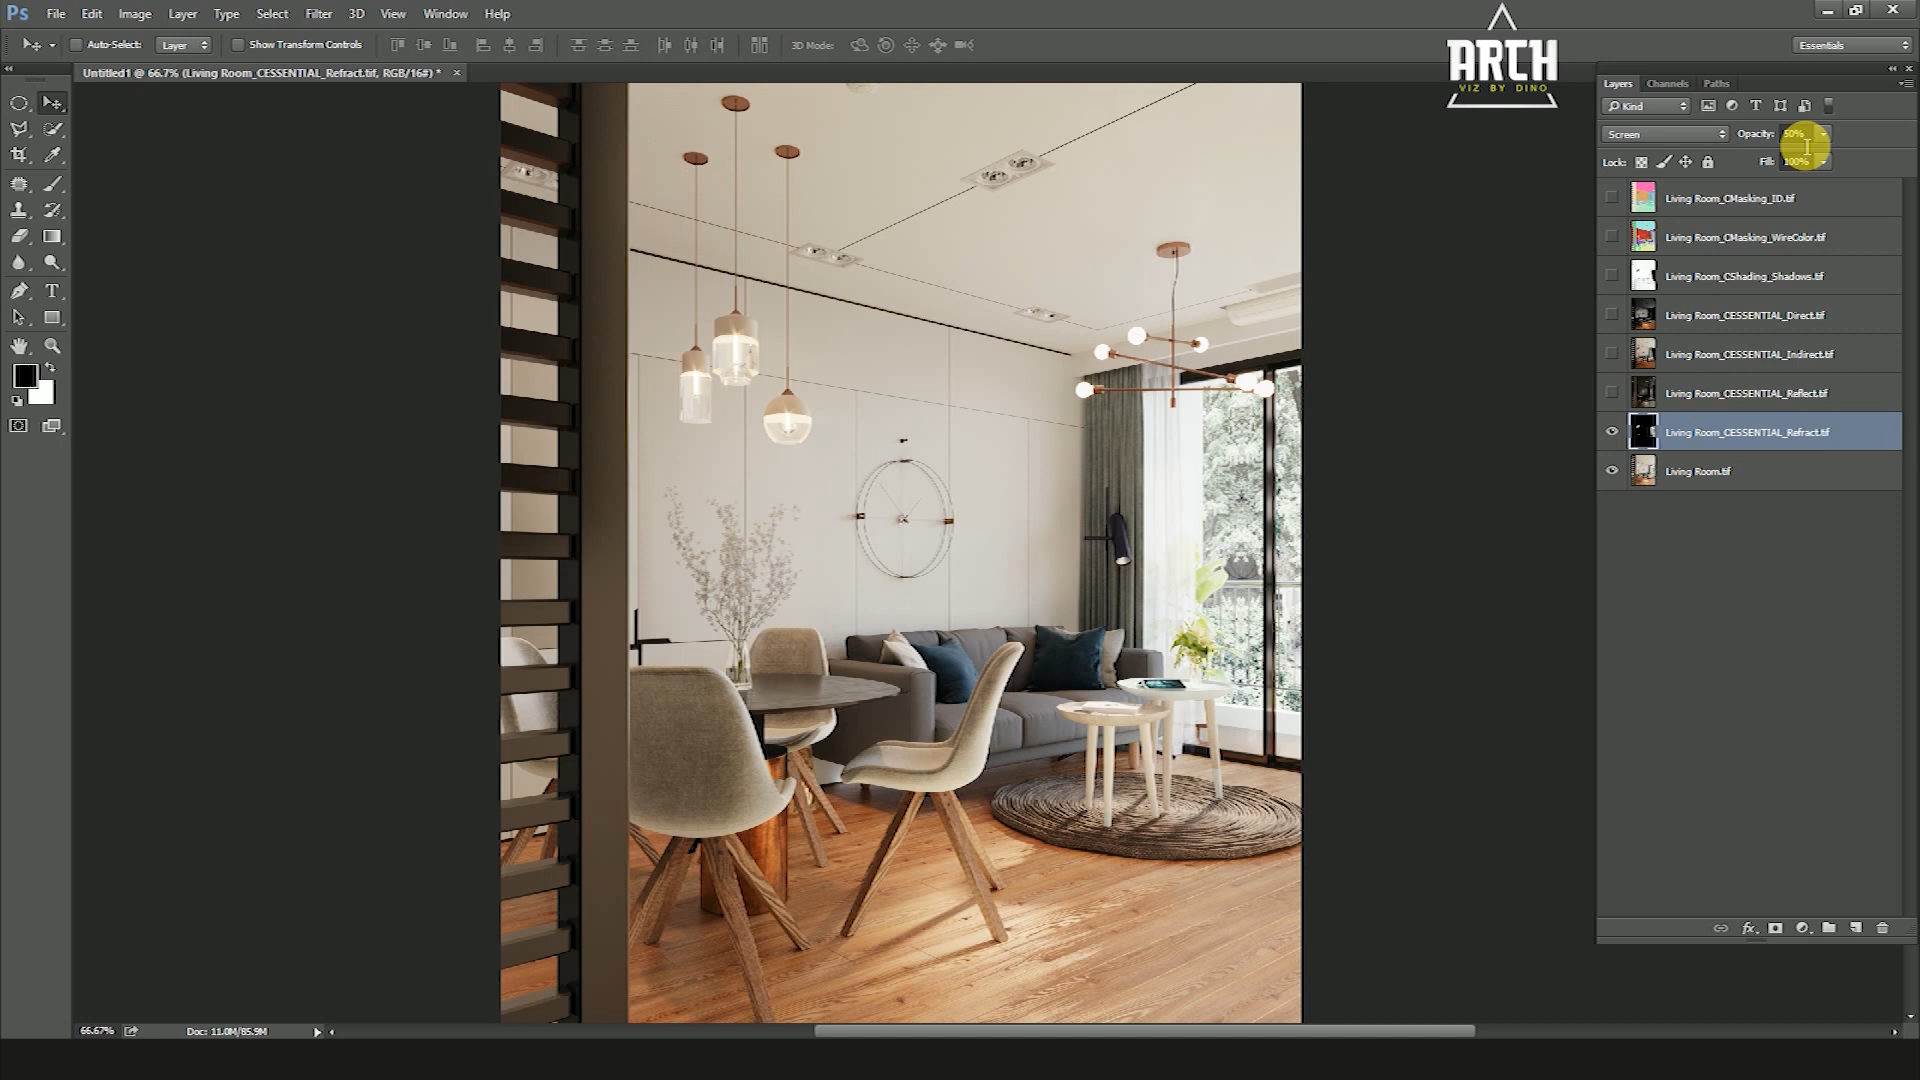 Ps File Edit Image Layer Type Select Filter 3D View Window Help
Auto-Select: Layer Show Transform Controls 3D Mode: Essentials
ARCH
VIZ BY DINO
Untitled1 @ 66.7% (Living Room_CESSENTIAL_Refract.tif, RGB/16#) *
Layers Channels Paths
Kind
Screen Opacity: 50%
Lock: Fill: 100%
Living Room_CMasking_ID.tif
Living Room_CMasking_WireColor.tif
Living Room_CShading_Shadows.tif
Living Room_CESSENTIAL_Direct.tif
Living Room_CESSENTIAL_Indirect.tif
Living Room_CESSENTIAL_Reflect.tif
Living Room_CESSENTIAL_Refract.tif
Living Room.tif
66.67% Doc: 11.0M/85.9M